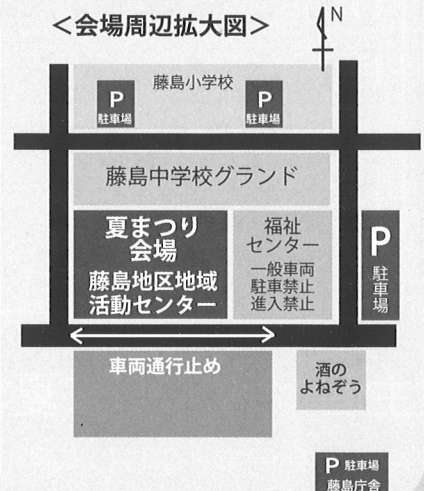 ＜会場周辺拡大図＞
N
藤島小学校
P
駐車場
P
駐車場
藤島中学校グランド
夏まつり
会場
藤島地区地域
活動センター
福祉
センター
一般車両
駐車禁止
進入禁止
P
駐車場
車両通行止め
酒の
よねぞう
P 駐車場
藤島庁舎